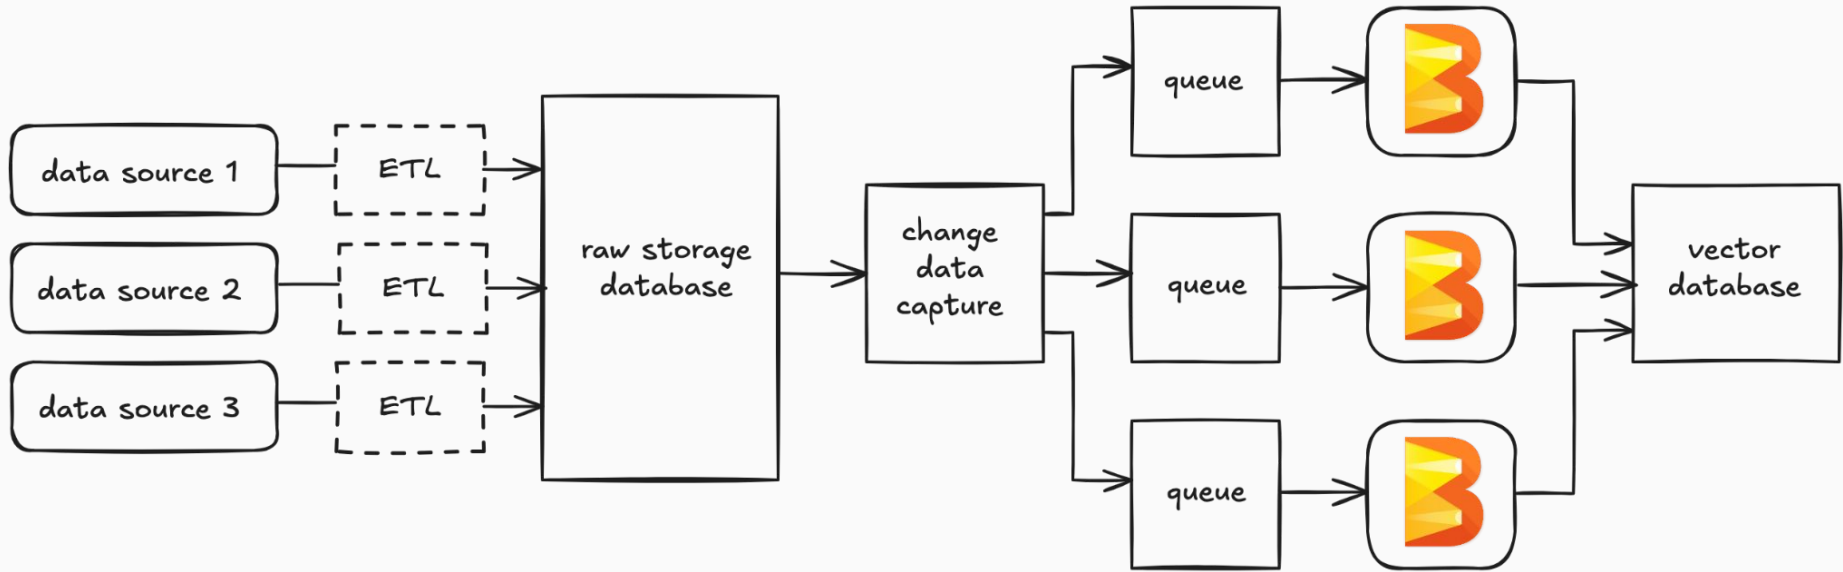 data source 1
ETL
data source 2
ETL
data source 3
ETL
raw storage
database
change
data
capture
queue
queue
queue
vector
database